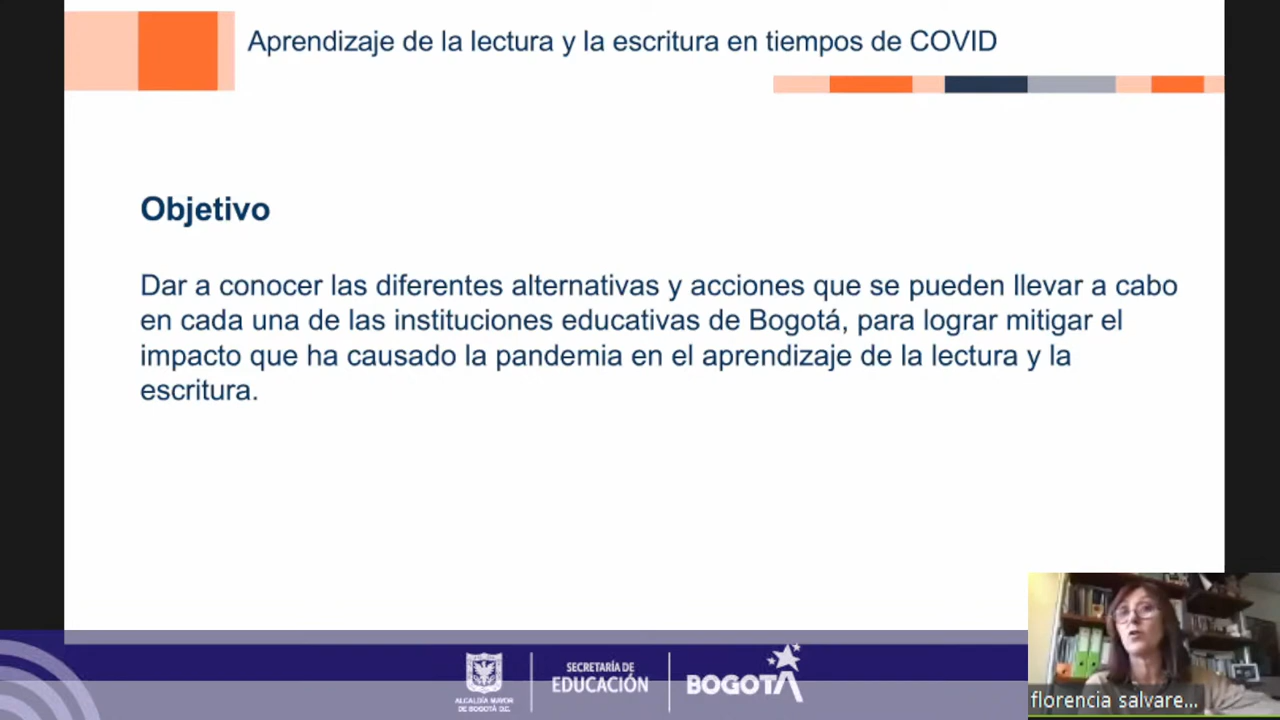 Aprendizaje de la lectura y la escritura en tiempos de COVID
Objetivo
Dar a conocer las diferentes alternativas y acciones que se pueden llevar a cabo
en cada una de las instituciones educativas de Bogotá, para lograr mitigar el
impacto que ha causado la pandemia en el aprendizaje de la lectura y la
escritura.
ALCALDÍA MAYOR
DE BOGOTÁ D.C.
SECRETARÍA DE
EDUCACIÓN
BOGOTÁ
florencia salvare...